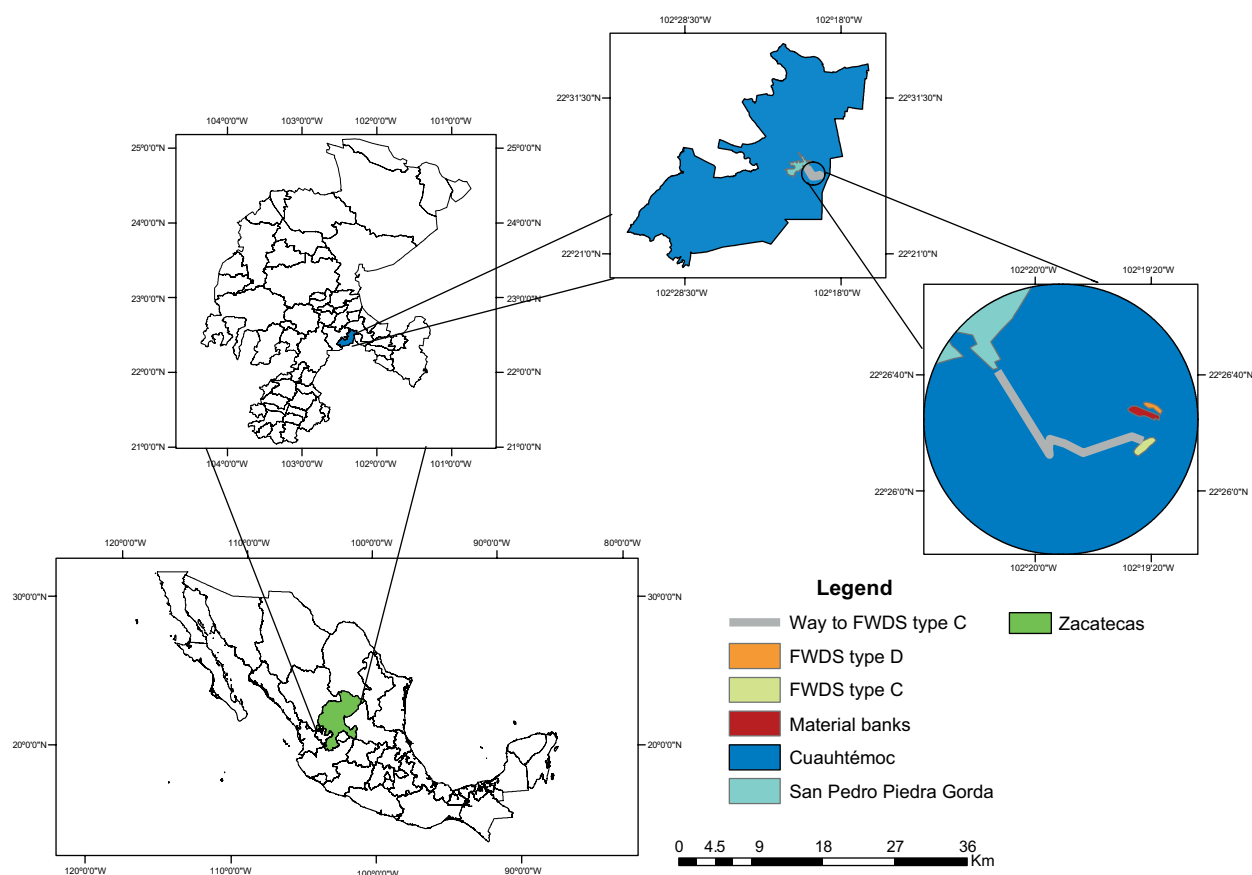 102°28'30"W 102°18'0"W
22°31'30"N 22°31'30"N
22°21'0"N 22°21'0"N
102°28'30"W 102°18'0"W
104°0'0"W 103°0'0"W 102°0'0"W 101°0'0"W
25°0'0"N 25°0'0"N
24°0'0"N 24°0'0"N
23°0'0"N 23°0'0"N
22°0'0"N 22°0'0"N
21°0'0"N 21°0'0"N
104°0'0"W 103°0'0"W 102°0'0"W 101°0'0"W
102°20'0"W 102°19'20"W
22°26'40"N 22°26'40"N
22°26'0"N 22°26'0"N
102°20'0"W 102°19'20"W
120°0'0"W 110°0'0"W 100°0'0"W 90°0'0"W 80°0'0"W
30°0'0"N 30°0'0"N
20°0'0"N 20°0'0"N
120°0'0"W 110°0'0"W 100°0'0"W 90°0'0"W
Legend
Way to FWDS type C
Zacatecas
FWDS type D
FWDS type C
Material banks
Cuauhtémoc
San Pedro Piedra Gorda
0 4.5 9 18 27 36
Km